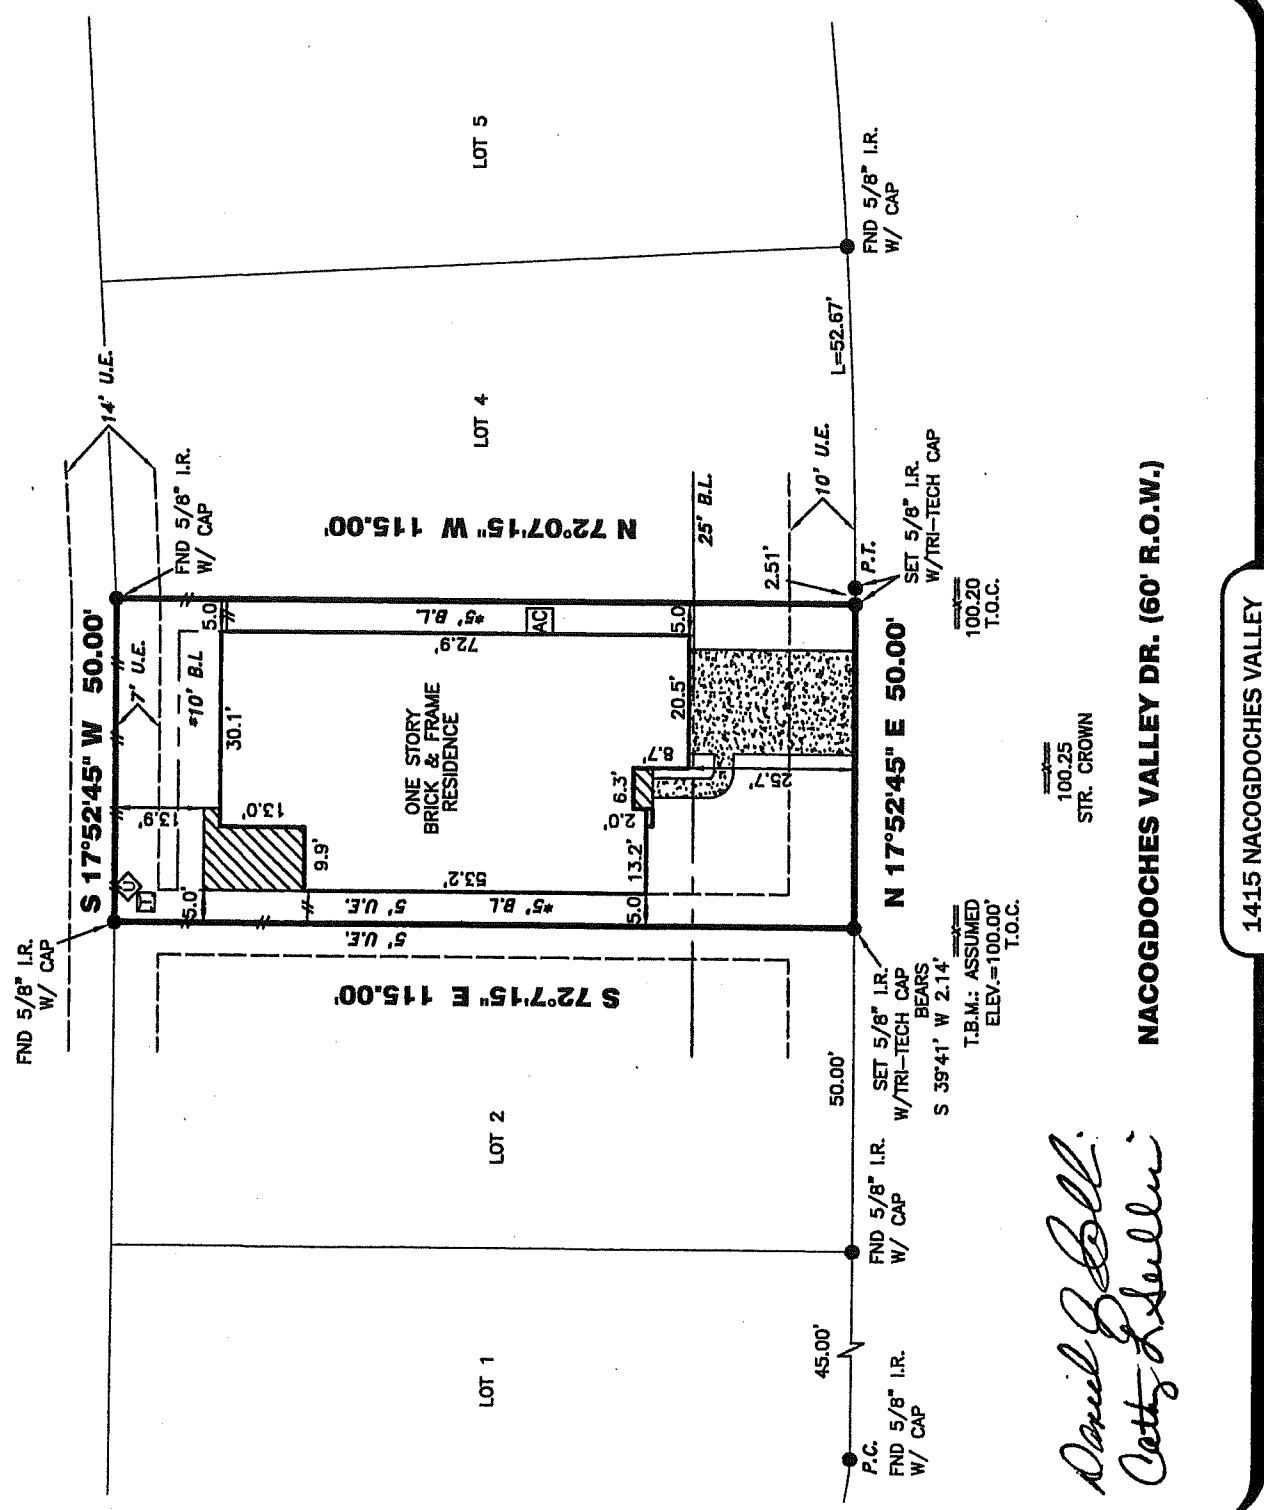 S 17°52'45" W 50.00'
FND 5/8" I.R.
W/ CAP
14' U.E.
FND 5/8" I.R.
W/ CAP
7' U.E.
*10' B.L
13.9'
5.0'
5.0
30.1'
13.0'
9.9'
5' U.E.
5' U.E.
*5' B.L.
53.2'
ONE STORY
BRICK & FRAME
RESIDENCE
72.9'
*5' B.L.
AC
S 72°7'15" E 115.00'
N 72°07'15" W 115.00'
LOT 1
LOT 2
LOT 4
LOT 5
5.0
13.2'
2.0'
6.3'
8.7'
20.5'
5.0
25.7'
25' B.L.
10' U.E.
2.51'
P.T.
L=52.67'
FND 5/8" I.R.
W/ CAP
SET 5/8" I.R.
W/TRI-TECH CAP
N 17°52'45" E 50.00'
SET 5/8" I.R.
W/TRI-TECH CAP
BEARS
S 39°41' W 2.14'
50.00'
FND 5/8" I.R.
W/ CAP
45.00'
P.C.
FND 5/8" I.R.
W/ CAP
T.B.M.: ASSUMED
ELEV.=100.00'
T.O.C.
100.20
T.O.C.
100.25
STR. CROWN
NACOGDOCHES VALLEY DR. (60' R.O.W.)
U
T
1415 NACOGDOCHES VALLEY